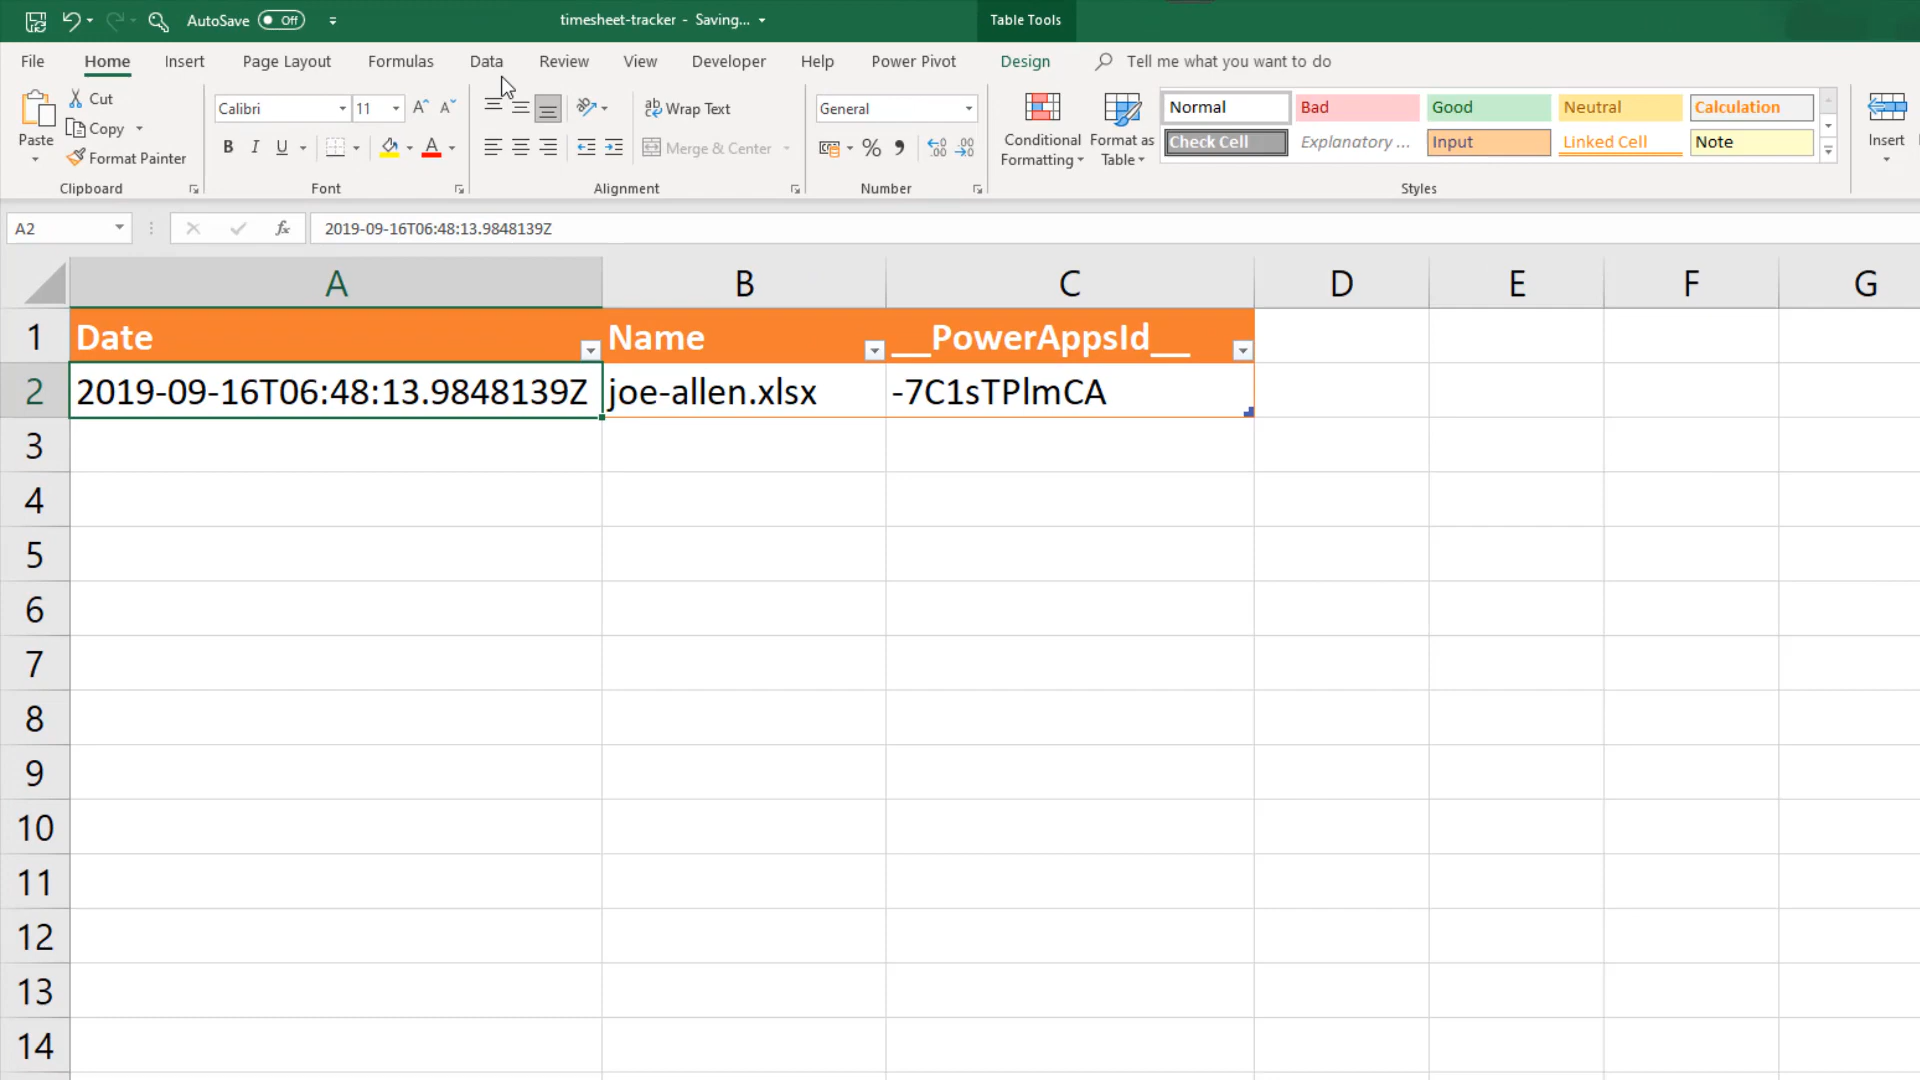 AutoSave Off timesheet-tracker - Saving... Table Tools
File Home Insert Page Layout Formulas Data Review View Developer Help Power Pivot Design Tell me what you want to do
Paste
Cut
Copy
Format Painter
Clipboard
Calibri 11
B I U
Font
Wrap Text
Merge & Center
Alignment
General
Number
Conditional
Formatting
Format as
Table
Normal Bad Good Neutral Calculation
Check Cell Explanatory ... Input Linked Cell Note
Styles
Insert
A2 fx 2019-09-16T06:48:13.9848139Z
A B C D E F G
1 Date Name __PowerAppsId__
2 2019-09-16T06:48:13.9848139Z joe-allen.xlsx -7C1sTPlmCA
3
4
5
6
7
8
9
10
11
12
13
14